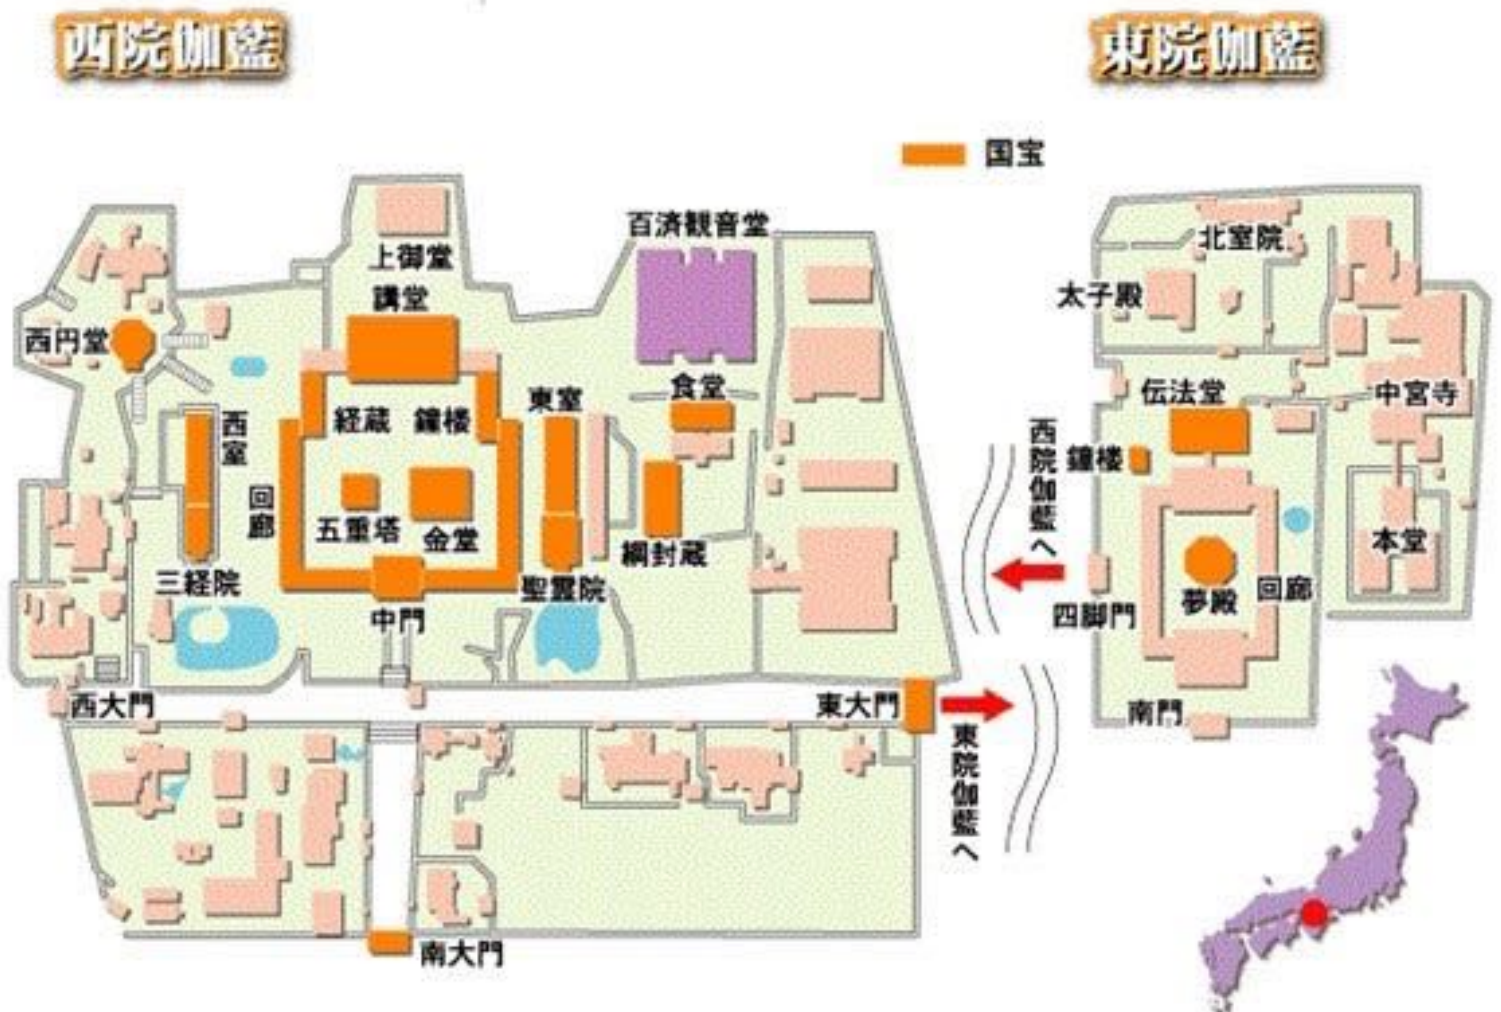 西院伽藍
東院伽藍
国宝
上御堂
講堂
百済観音堂
西円堂
経蔵
鐘楼
東室
食堂
西室
回廊
五重塔
金堂
綱封蔵
三経院
中門
聖霊院
西大門
東大門
南大門
東院伽藍へ
西院伽藍へ
北室院
太子殿
伝法堂
中宮寺
鐘楼
本堂
夢殿
回廊
四脚門
南門